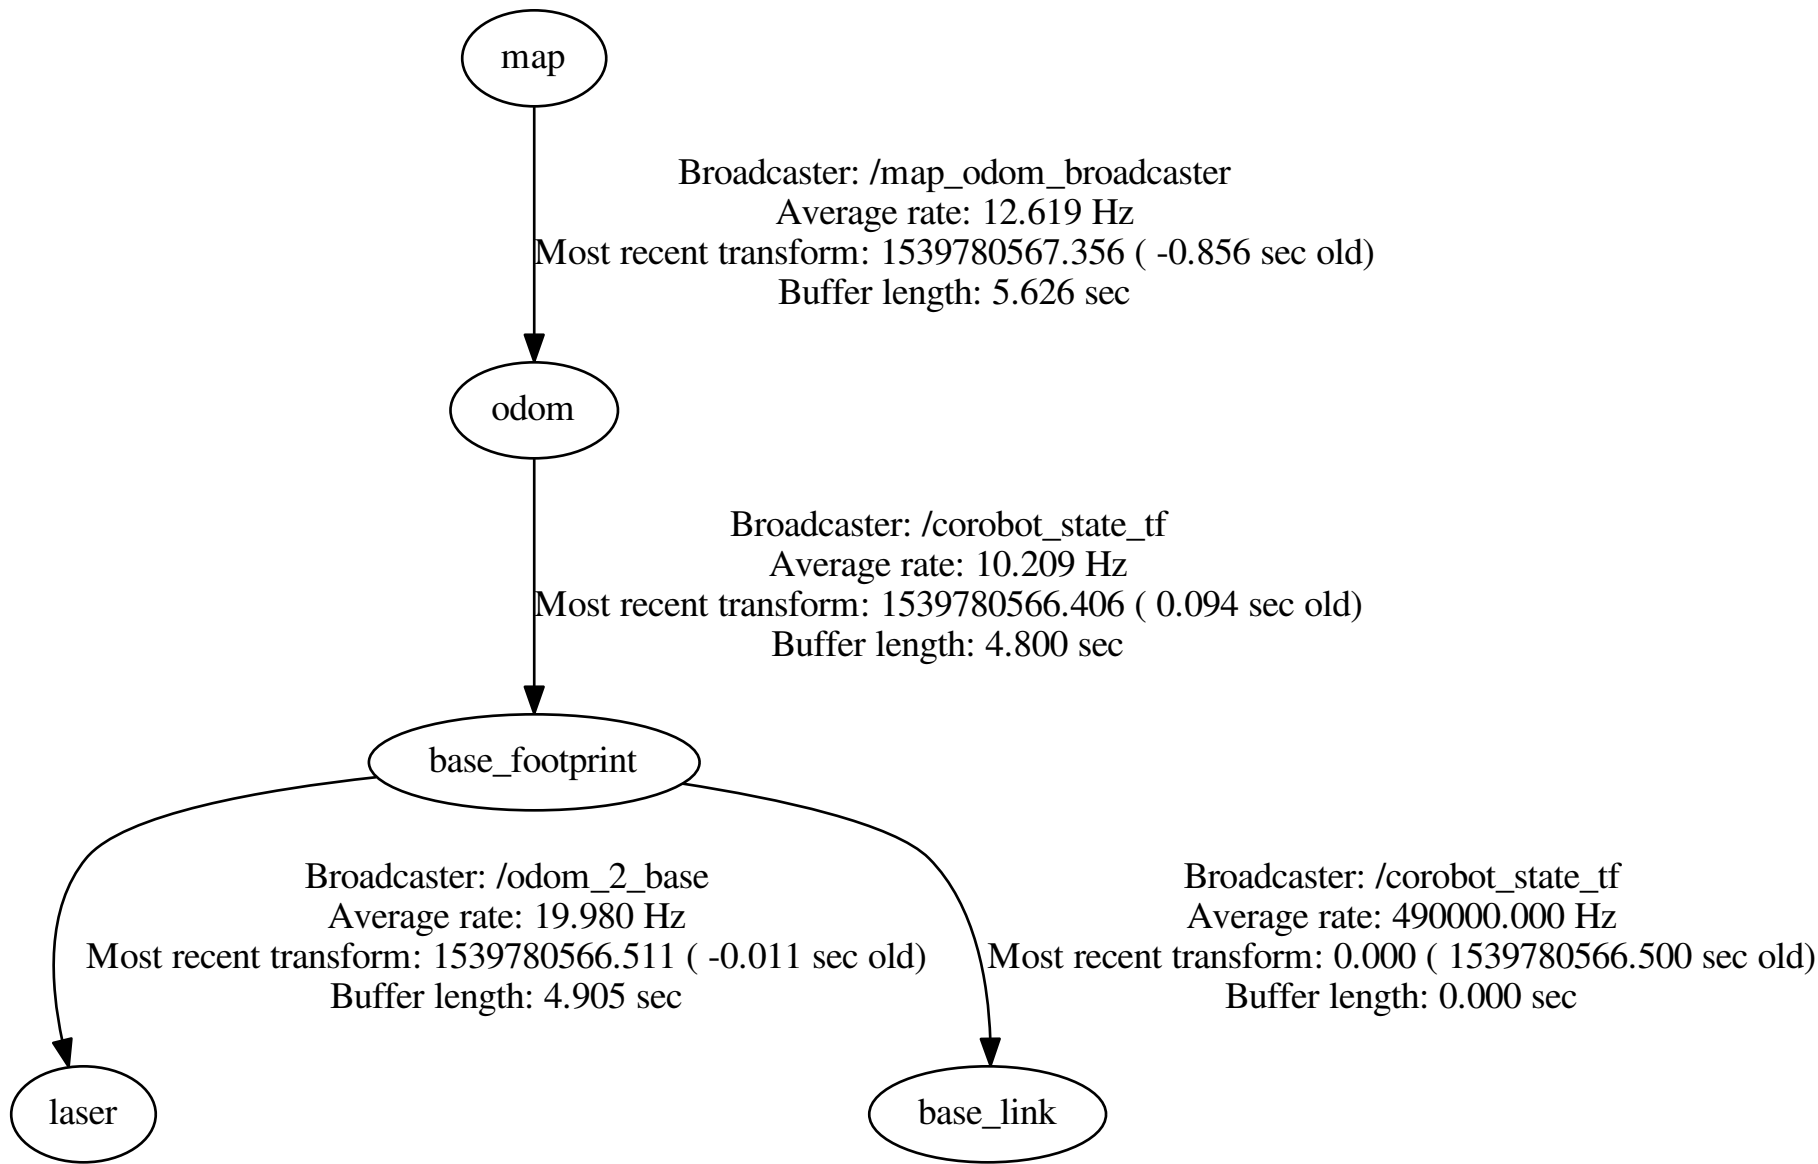 map
Broadcaster: /map_odom_broadcaster
Average rate: 12.619 Hz
Most recent transform: 1539780567.356 ( -0.856 sec old)
Buffer length: 5.626 sec
odom
Broadcaster: /corobot_state_tf
Average rate: 10.209 Hz
Most recent transform: 1539780566.406 ( 0.094 sec old)
Buffer length: 4.800 sec
base_footprint
Broadcaster: /odom_2_base
Average rate: 19.980 Hz
Most recent transform: 1539780566.511 ( -0.011 sec old)
Buffer length: 4.905 sec
Broadcaster: /corobot_state_tf
Average rate: 490000.000 Hz
Most recent transform: 0.000 ( 1539780566.500 sec old)
Buffer length: 0.000 sec
laser
base_link